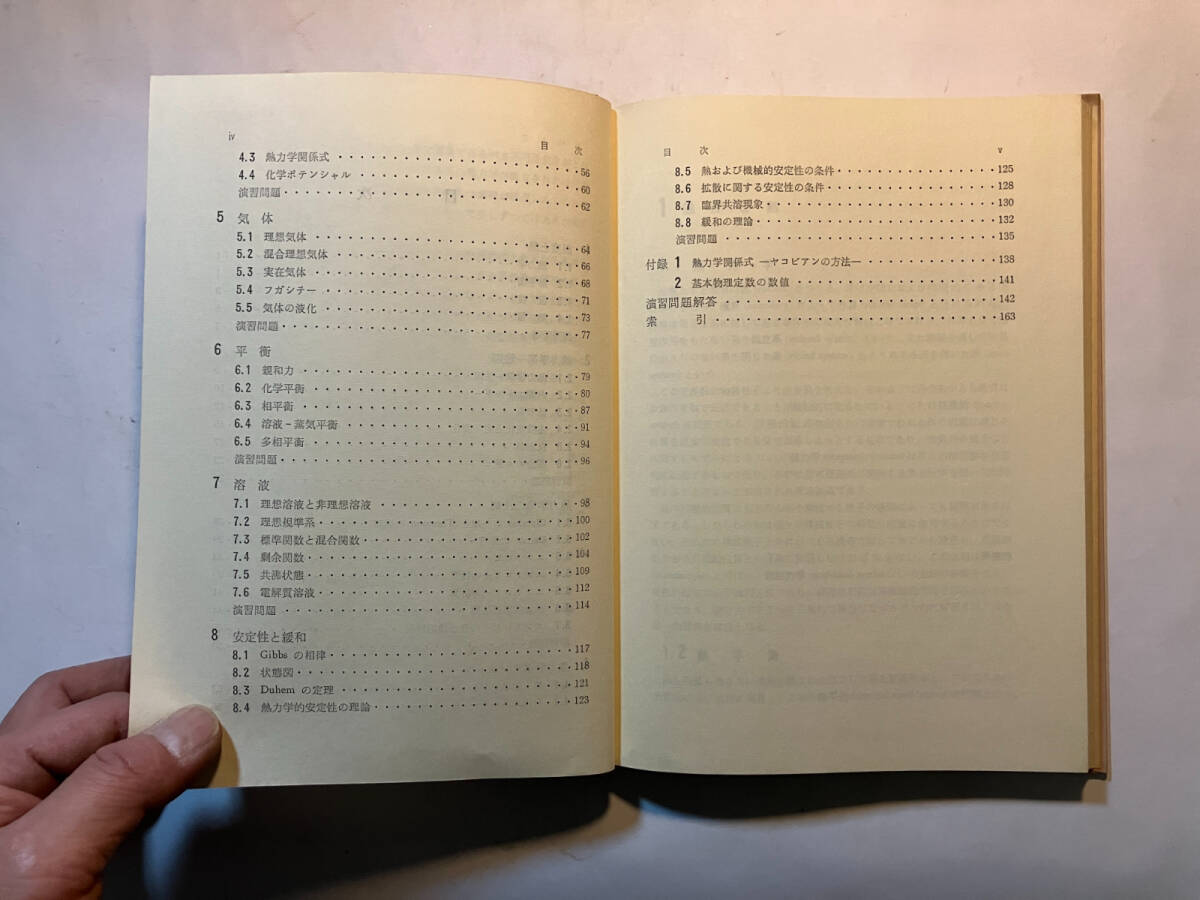 iv
目 次
4.3 熱力学関係式 ・・・・・・・・・・ 56
4.4 化学ポテンシャル ・・・・・・・・・・ 60
演習問題 ・・・・・・・・・・ 62
5 気 体
5.1 理想気体 ・・・・・・・・・・ 64
5.2 混合理想気体 ・・・・・・・・・・ 66
5.3 実在気体 ・・・・・・・・・・ 68
5.4 フガシチー ・・・・・・・・・・ 71
5.5 気体の液化 ・・・・・・・・・・ 73
演習問題 ・・・・・・・・・・ 77
6 平 衡
6.1 親和力 ・・・・・・・・・・ 79
6.2 化学平衡 ・・・・・・・・・・ 80
6.3 相平衡 ・・・・・・・・・・ 87
6.4 溶液－蒸気平衡 ・・・・・・・・・・ 91
6.5 多相平衡 ・・・・・・・・・・ 94
演習問題 ・・・・・・・・・・ 96
7 溶 液
7.1 理想溶液と非理想溶液 ・・・・・・・・・・ 98
7.2 理想規準系 ・・・・・・・・・・ 100
7.3 標準関数と混合関数 ・・・・・・・・・・ 102
7.4 剰余関数 ・・・・・・・・・・ 104
7.5 共沸状態 ・・・・・・・・・・ 109
7.6 電解質溶液 ・・・・・・・・・・ 112
演習問題 ・・・・・・・・・・ 114
8 安定性と緩和
8.1 Gibbs の相律 ・・・・・・・・・・ 117
8.2 状態図 ・・・・・・・・・・ 118
8.3 Duhem の定理 ・・・・・・・・・・ 121
8.4 熱力学的安定性の理論 ・・・・・・・・・・ 123
目 次 v
8.5 熱および機械的安定性の条件 ・・・・・・・・・・ 125
8.6 拡散に関する安定性の条件 ・・・・・・・・・・ 128
8.7 臨界共溶現象 ・・・・・・・・・・ 130
8.8 緩和の理論 ・・・・・・・・・・ 132
演習問題 ・・・・・・・・・・ 135
付録 1 熱力学関係式 ―ヤコビアンの方法― ・・・・・・・・・・ 138
2 基本物理定数の数値 ・・・・・・・・・・ 141
演習問題解答 ・・・・・・・・・・ 142
索 引 ・・・・・・・・・・ 163